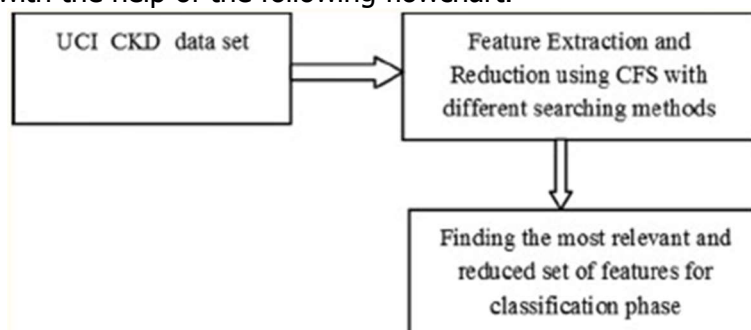 with the help of the following flowchart.
UCI CKD data set
Feature Extraction and
Reduction using CFS with
different searching methods
Finding the most relevant and
reduced set of features for
classification phase